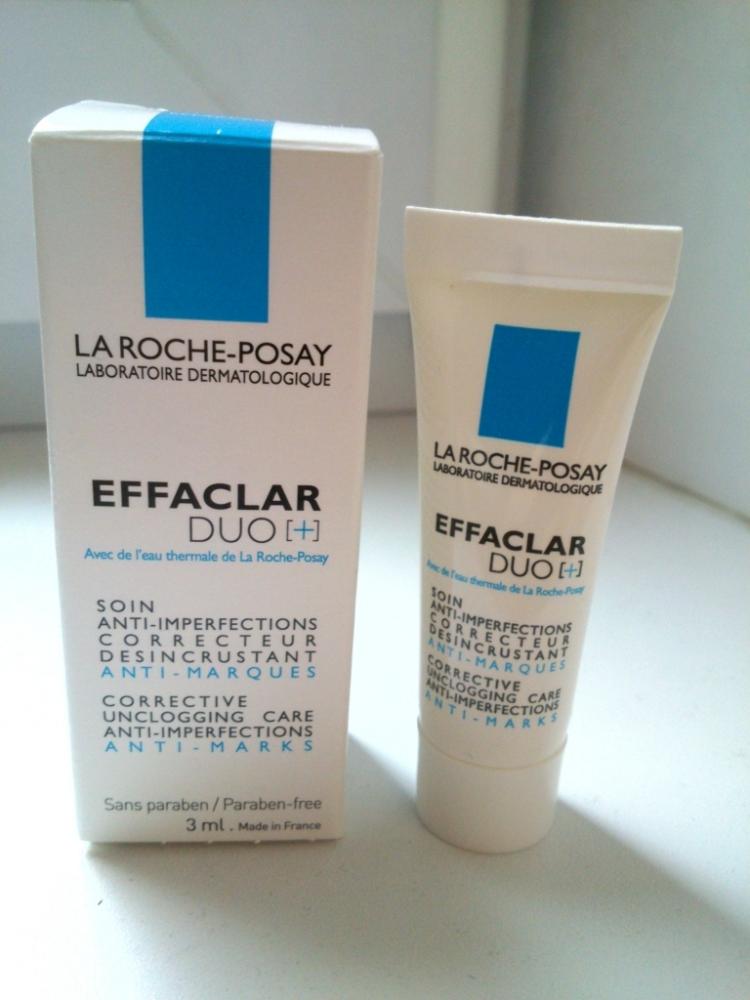 LA ROCHE-POSAY
LABORATOIRE DERMATOLOGIQUE
EFFACLAR
DUO [+]
Avec de l'eau thermale de La Roche-Posay
SOIN
ANTI-IMPERFECTIONS
CORRECTEUR
DESINCRUSTANT
ANTI-MARQUES
CORRECTIVE
UNCLOGGING CARE
ANTI-IMPERFECTIONS
ANTI-MARKS
Sans paraben / Paraben-free
3 ml . Made in France
LA ROCHE-POSAY
LABORATOIRE DERMATOLOGIQUE
EFFACLAR
DUO [+]
Avec de l'eau thermale de La Roche-Posay
SOIN
ANTI-IMPERFECTIONS
CORRECTEUR
DESINCRUSTANT
ANTI-MARQUES
CORRECTIVE
UNCLOGGING CARE
ANTI-IMPERFECTIONS
ANTI-MARKS